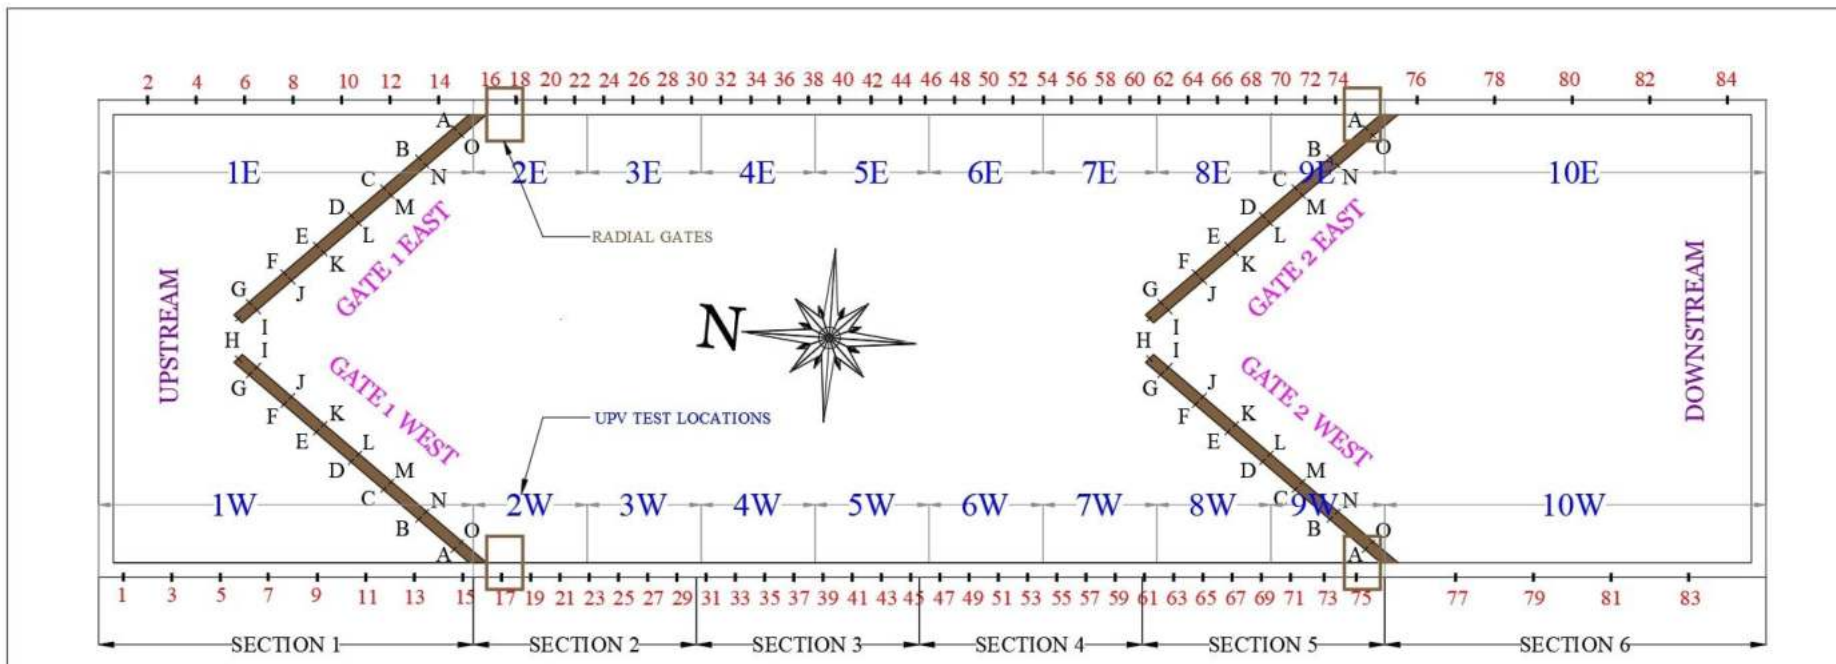 2 4 6 8 10 12 14 16 18 20 22 24 26 28 30 32 34 36 38 40 42 44 46 48 50 52 54 56 58 60 62 64 66 68 70 72 74 76 78 80 82 84
A A
B O B O
1E C N 2E 3E 4E 5E 6E 7E 8E C 9E N 10E
D M D M
E L RADIAL GATES E L
F K F K
G J GATE 1 EAST G J GATE 2 EAST
UPSTREAM DOWNSTREAM
H I N H I
I I
G J GATE 1 WEST G J GATE 2 WEST
F K UPV TEST LOCATIONS F K
E L E L
D M D M
1W C N 2W 3W 4W 5W 6W 7W 8W C 9W N 10W
B O B O
A A
1 3 5 7 9 11 13 15 17 19 21 23 25 27 29 31 33 35 37 39 41 43 45 47 49 51 53 55 57 59 61 63 65 67 69 71 73 75 77 79 81 83
SECTION 1 SECTION 2 SECTION 3 SECTION 4 SECTION 5 SECTION 6